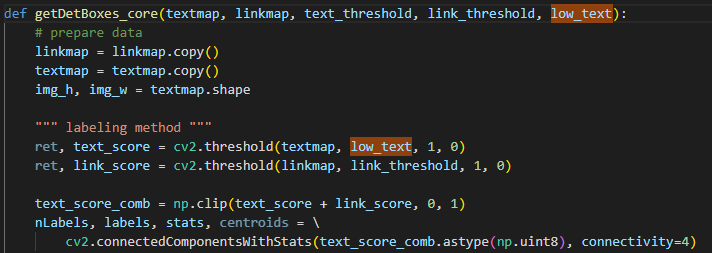 def getDetBoxes_core(textmap, linkmap, text_threshold, link_threshold, low_text):
    # prepare data
    linkmap = linkmap.copy()
    textmap = textmap.copy()
    img_h, img_w = textmap.shape

    """ labeling method """
    ret, text_score = cv2.threshold(textmap, low_text, 1, 0)
    ret, link_score = cv2.threshold(linkmap, link_threshold, 1, 0)

    text_score_comb = np.clip(text_score + link_score, 0, 1)
    nLabels, labels, stats, centroids = \
        cv2.connectedComponentsWithStats(text_score_comb.astype(np.uint8), connectivity=4)